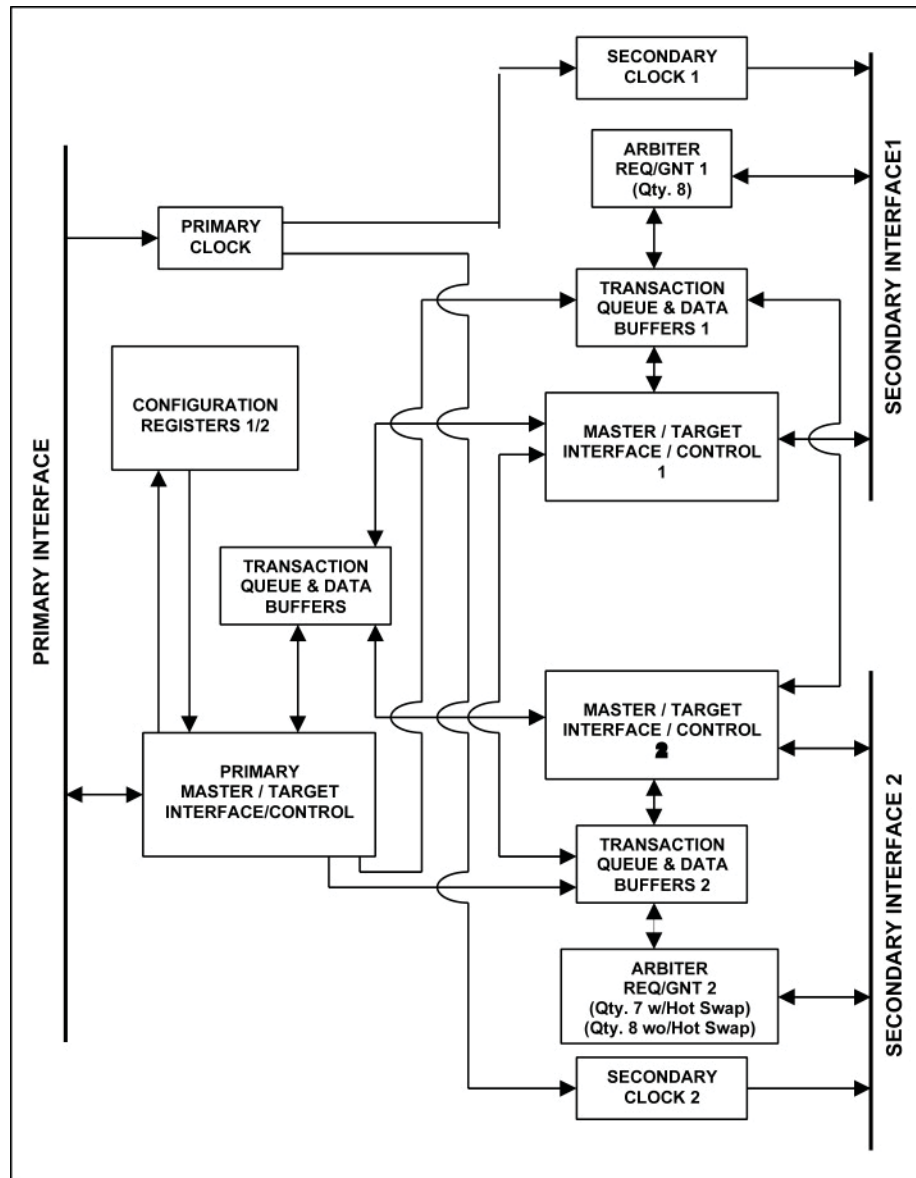 SECONDARY
CLOCK 1
ARBITER
REQ/GNT 1
(Qty. 8)
PRIMARY
CLOCK
TRANSACTION
QUEUE & DATA
BUFFERS 1
SECONDARY INTERFACE1
CONFIGURATION
REGISTERS 1/2
MASTER / TARGET
INTERFACE / CONTROL
1
PRIMARY INTERFACE
TRANSACTION
QUEUE & DATA
BUFFERS
MASTER / TARGET
INTERFACE / CONTROL
2
PRIMARY
MASTER / TARGET
INTERFACE/CONTROL
TRANSACTION
QUEUE & DATA
BUFFERS 2
SECONDARY INTERFACE 2
ARBITER
REQ/GNT 2
(Qty. 7 w/Hot Swap)
(Qty. 8 wo/Hot Swap)
SECONDARY
CLOCK 2